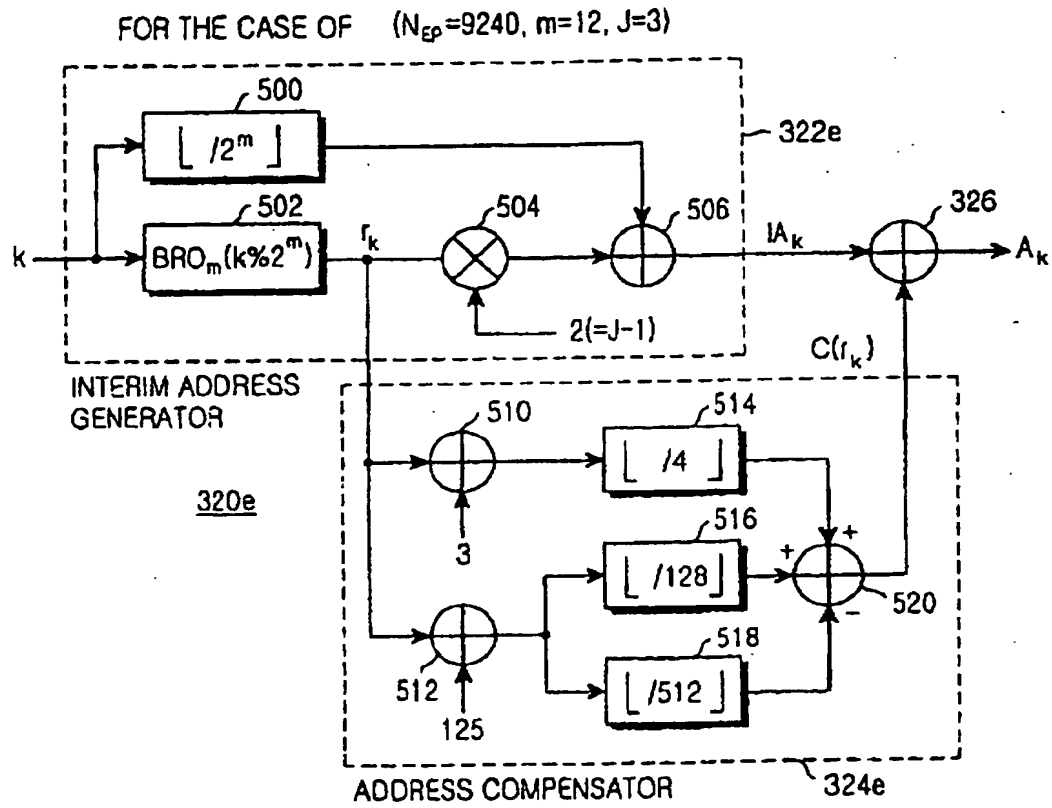 FOR THE CASE OF (N_EP=9240, m=12, J=3)
500
⌊ /2^m ⌋
322e
502
504
506
326
k
BRO_m(k%2^m)
r_k
IA_k
A_k
2(=J-1)
C(r_k)
INTERIM ADDRESS
GENERATOR
510
514
⌊ /4 ⌋
320e
3
516
+
+
⌊ /128 ⌋
520
-
512
518
⌊ /512 ⌋
125
ADDRESS COMPENSATOR
324e